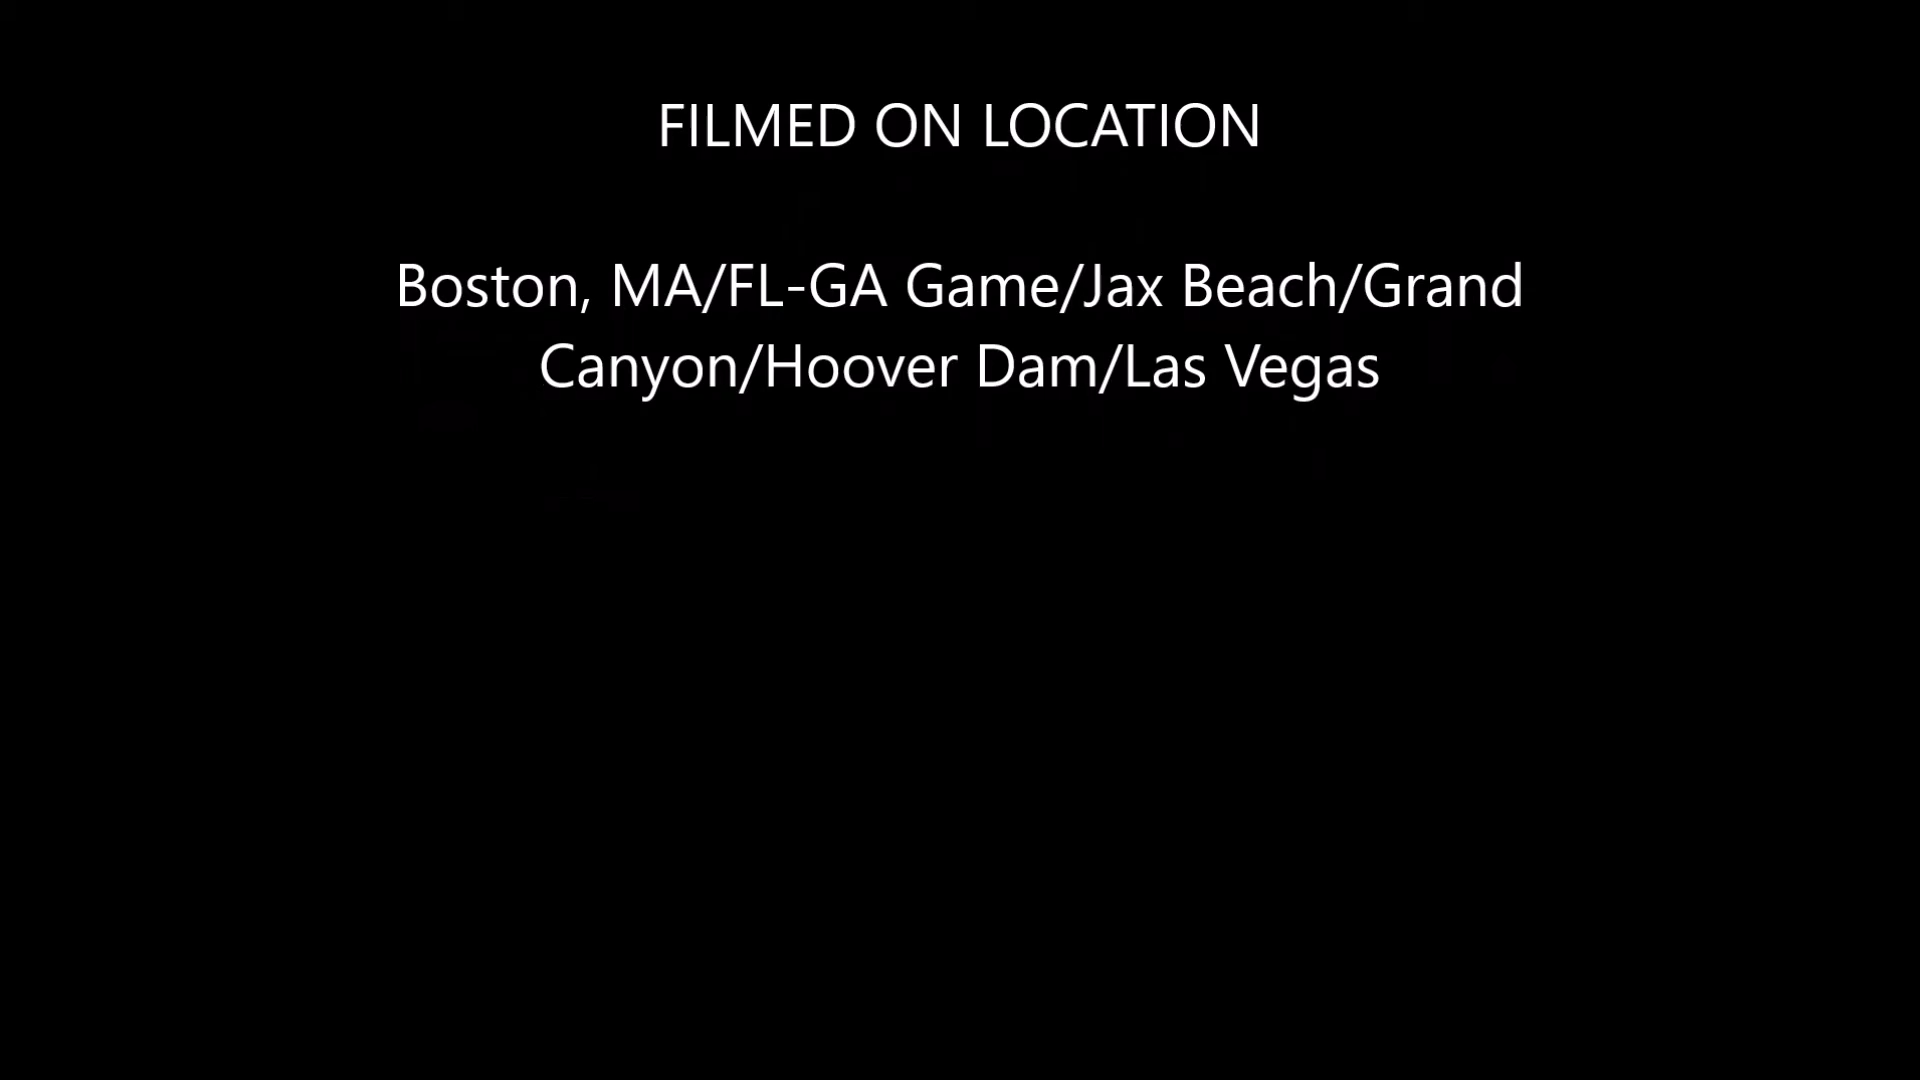 FILMED ON LOCATION
Boston, MA/FL-GA Game/Jax Beach/Grand
Canyon/Hoover Dam/Las Vegas